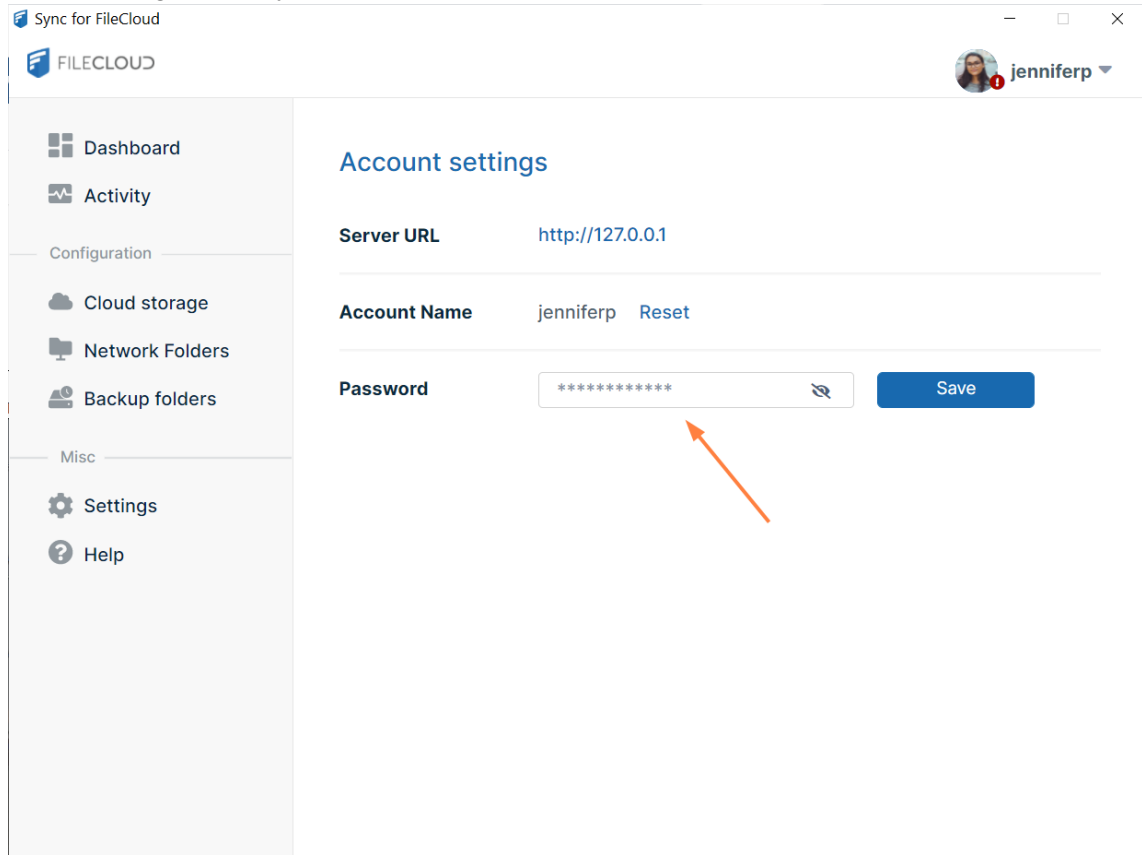 Sync for FileCloud
FILECLOUD
jenniferp
Dashboard
Activity
Configuration
Cloud storage
Network Folders
Backup folders
Misc
Settings
Help
Account settings
Server URL http://127.0.0.1
Account Name jenniferp Reset
Password ************ Save